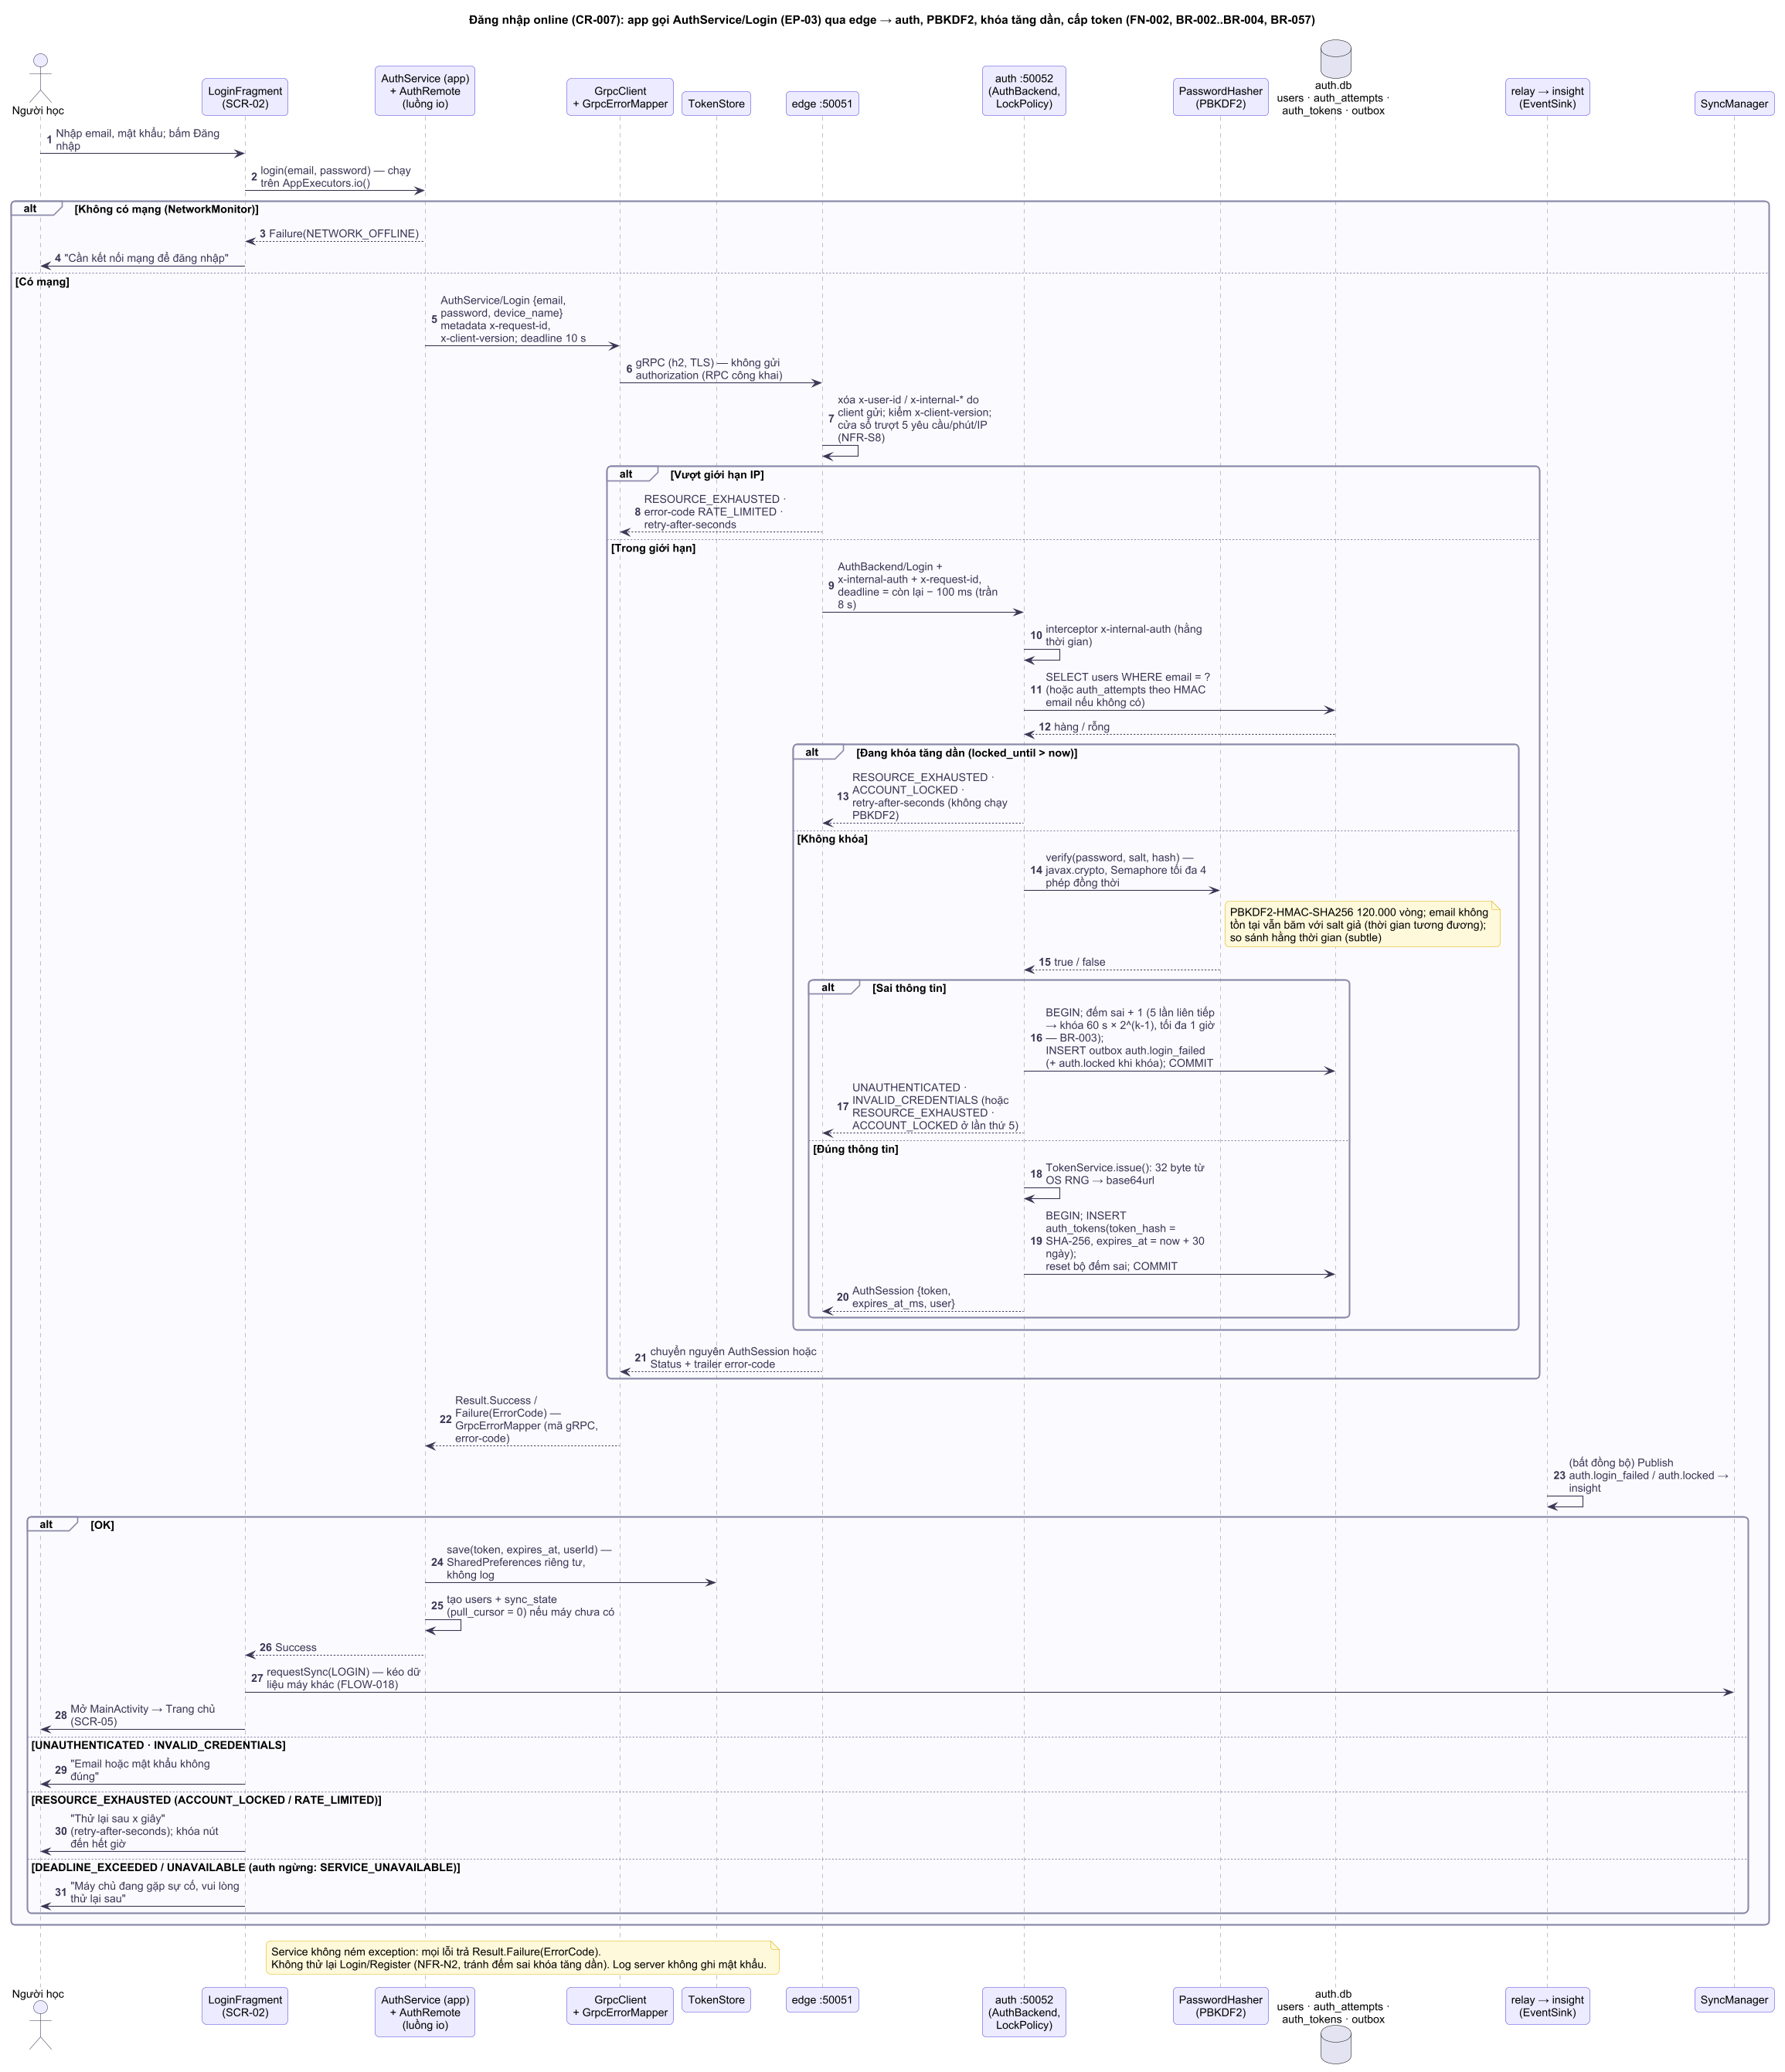 Đăng nhập online (CR-007): app gọi AuthService/Login (EP-03) qua edge → auth, PBKDF2, khóa tăng dần, cấp token (FN-002, BR-002..BR-004, BR-057)
Người học
LoginFragment
(SCR-02)
AuthService (app)
+ AuthRemote
(luồng io)
GrpcClient
+ GrpcErrorMapper
TokenStore
edge :50051
auth :50052
(AuthBackend,
LockPolicy)
PasswordHasher
(PBKDF2)
auth.db
users · auth_attempts ·
auth_tokens · outbox
relay → insight
(EventSink)
SyncManager
1 Nhập email, mật khẩu; bấm Đăng
nhập
2 login(email, password) — chạy
trên AppExecutors.io()
alt [Không có mạng (NetworkMonitor)]
3 Failure(NETWORK_OFFLINE)
4 "Cần kết nối mạng để đăng nhập"
[Có mạng]
5 AuthService/Login {email,
password, device_name}
metadata x-request-id,
x-client-version; deadline 10 s
6 gRPC (h2, TLS) — không gửi
authorization (RPC công khai)
7 xóa x-user-id / x-internal-* do
client gửi; kiểm x-client-version;
cửa sổ trượt 5 yêu cầu/phút/IP
(NFR-S8)
alt [Vượt giới hạn IP]
8 RESOURCE_EXHAUSTED ·
error-code RATE_LIMITED ·
retry-after-seconds
[Trong giới hạn]
9 AuthBackend/Login +
x-internal-auth + x-request-id,
deadline = còn lại − 100 ms (trần
8 s)
10 interceptor x-internal-auth (hằng
thời gian)
11 SELECT users WHERE email = ?
(hoặc auth_attempts theo HMAC
email nếu không có)
12 hàng / rỗng
alt [Đang khóa tăng dần (locked_until > now)]
13 RESOURCE_EXHAUSTED ·
ACCOUNT_LOCKED ·
retry-after-seconds (không chạy
PBKDF2)
[Không khóa]
14 verify(password, salt, hash) —
javax.crypto, Semaphore tối đa 4
phép đồng thời
PBKDF2-HMAC-SHA256 120.000 vòng; email không
tồn tại vẫn băm với salt giả (thời gian tương đương);
so sánh hằng thời gian (subtle)
15 true / false
alt [Sai thông tin]
16 BEGIN; đếm sai + 1 (5 lần liên tiếp
→ khóa 60 s × 2^(k-1), tối đa 1 giờ
— BR-003);
INSERT outbox auth.login_failed
(+ auth.locked khi khóa); COMMIT
17 UNAUTHENTICATED ·
INVALID_CREDENTIALS (hoặc
RESOURCE_EXHAUSTED ·
ACCOUNT_LOCKED ở lần thứ 5)
[Đúng thông tin]
18 TokenService.issue(): 32 byte từ
OS RNG → base64url
19 BEGIN; INSERT
auth_tokens(token_hash =
SHA-256, expires_at = now + 30
ngày);
reset bộ đếm sai; COMMIT
20 AuthSession {token,
expires_at_ms, user}
21 chuyển nguyên AuthSession hoặc
Status + trailer error-code
22 Result.Success /
Failure(ErrorCode) —
GrpcErrorMapper (mã gRPC,
error-code)
23 (bất đồng bộ) Publish
auth.login_failed / auth.locked →
insight
alt [OK]
24 save(token, expires_at, userId) —
SharedPreferences riêng tư,
không log
25 tạo users + sync_state
(pull_cursor = 0) nếu máy chưa có
26 Success
27 requestSync(LOGIN) — kéo dữ
liệu máy khác (FLOW-018)
28 Mở MainActivity → Trang chủ
(SCR-05)
[UNAUTHENTICATED · INVALID_CREDENTIALS]
29 "Email hoặc mật khẩu không
đúng"
[RESOURCE_EXHAUSTED (ACCOUNT_LOCKED / RATE_LIMITED)]
30 "Thử lại sau x giây"
(retry-after-seconds); khóa nút
đến hết giờ
[DEADLINE_EXCEEDED / UNAVAILABLE (auth ngừng: SERVICE_UNAVAILABLE)]
31 "Máy chủ đang gặp sự cố, vui lòng
thử lại sau"
Service không ném exception: mọi lỗi trả Result.Failure(ErrorCode).
Không thử lại Login/Register (NFR-N2, tránh đếm sai khóa tăng dần). Log server không ghi mật khẩu.
Người học
LoginFragment
(SCR-02)
AuthService (app)
+ AuthRemote
(luồng io)
GrpcClient
+ GrpcErrorMapper
TokenStore
edge :50051
auth :50052
(AuthBackend,
LockPolicy)
PasswordHasher
(PBKDF2)
auth.db
users · auth_attempts ·
auth_tokens · outbox
relay → insight
(EventSink)
SyncManager